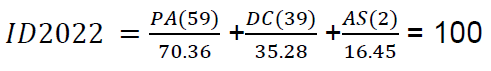 ID2022 = PA(59)/70.36 + DC(39)/35.28 + AS(2)/16.45 = 100